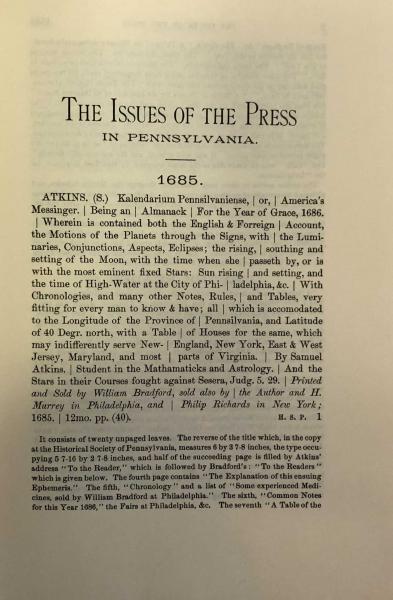 THE ISSUES OF THE PRESS
IN PENNSYLVANIA.
1685.
ATKINS. (S.) Kalendarium Pennsilvaniense, | or, | America's
Messinger. | Being an | Almanack | For the Year of Grace, 1686.
| Wherein is contained both the English & Forreign | Account,
the Motions of the Planets through the Signs, with | the Lumi-
naries, Conjunctions, Aspects, Eclipses; the rising, | southing and
setting of the Moon, with the time when she | passeth by, or is
with the most eminent fixed Stars: Sun rising | and setting, and
the time of High-Water at the City of Phi- | ladelphia, &c. | With
Chronologies, and many other Notes, Rules, | and Tables, very
fitting for every man to know & have; all | which is accomodated
to the Longitude of the Province of | Pennsilvania, and Latitude
of 40 Degr. north, with a Table | of Houses for the same, which
may indifferently serve New- | England, New York, East & West
Jersey, Maryland, and most | parts of Virginia. | By Samuel
Atkins. | Student in the Mathamaticks and Astrology. | And the
Stars in their Courses fought against Sesera, Judg. 5. 29. | Printed
and Sold by William Bradford, sold also by | the Author and H.
Murrey in Philadelphia, and | Philip Richards in New York;
1685. | 12mo. pp. (40). H. S. P. 1
It consists of twenty unpaged leaves. The reverse of the title which, in the copy
at the Historical Society of Pennsylvania, measures 6 by 3 7-8 inches, the type occu-
pying 5 7-16 by 2 7-8 inches, and half of the succeeding page is filled by Atkins'
address "To the Reader," which is followed by Bradford's: "To the Readers"
which is given below. The fourth page contains "The Explanation of this ensuing
Ephemeris." The fifth, "Chronology" and a list of "Some experienced Medi-
cines, sold by William Bradford at Philadelphia." The sixth, "Common Notes
for this Year 1686," the Fairs at Philadelphia, &c. The seventh "A Table of the